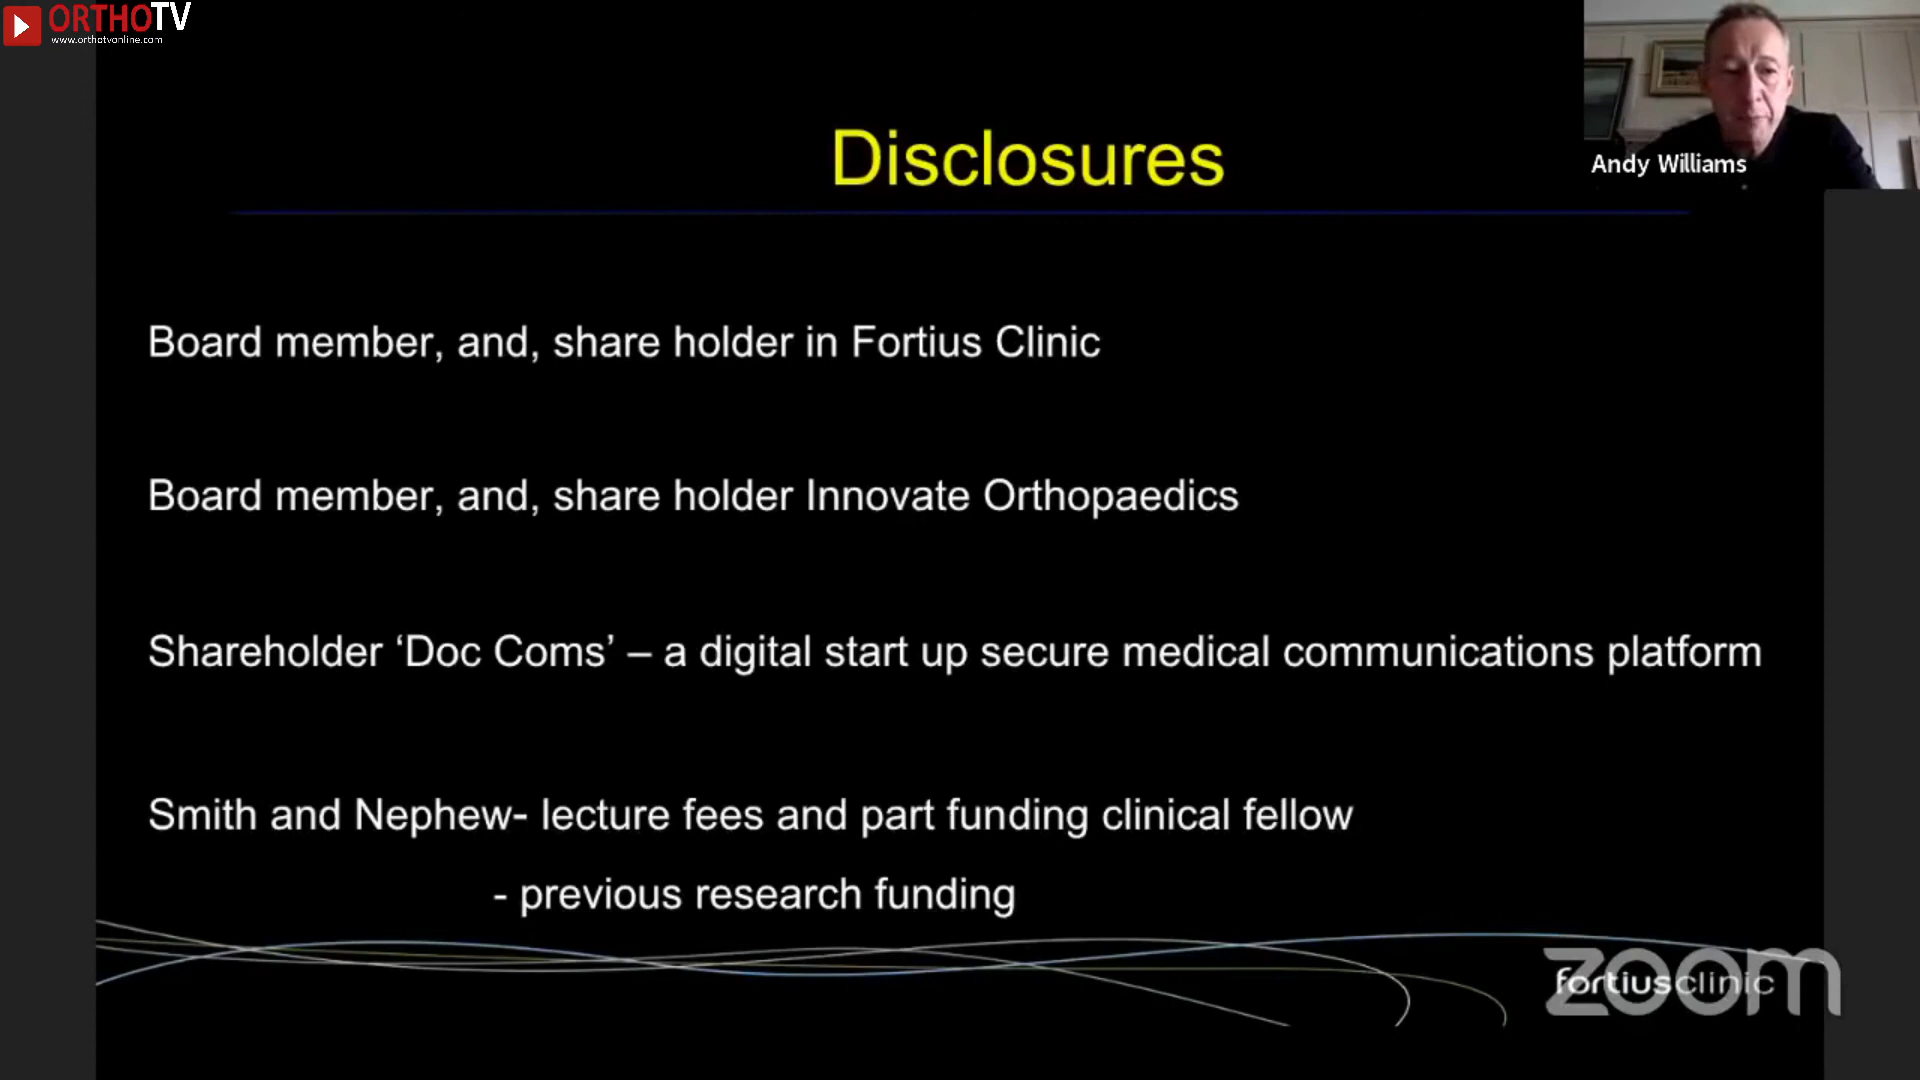 ORTHOTV
www.orthotvonline.com
Andy Williams
Disclosures
Board member, and, share holder in Fortius Clinic
Board member, and, share holder Innovate Orthopaedics
Shareholder ‘Doc Coms’ – a digital start up secure medical communications platform
Smith and Nephew- lecture fees and part funding clinical fellow
- previous research funding
fortiusclinic
zoom